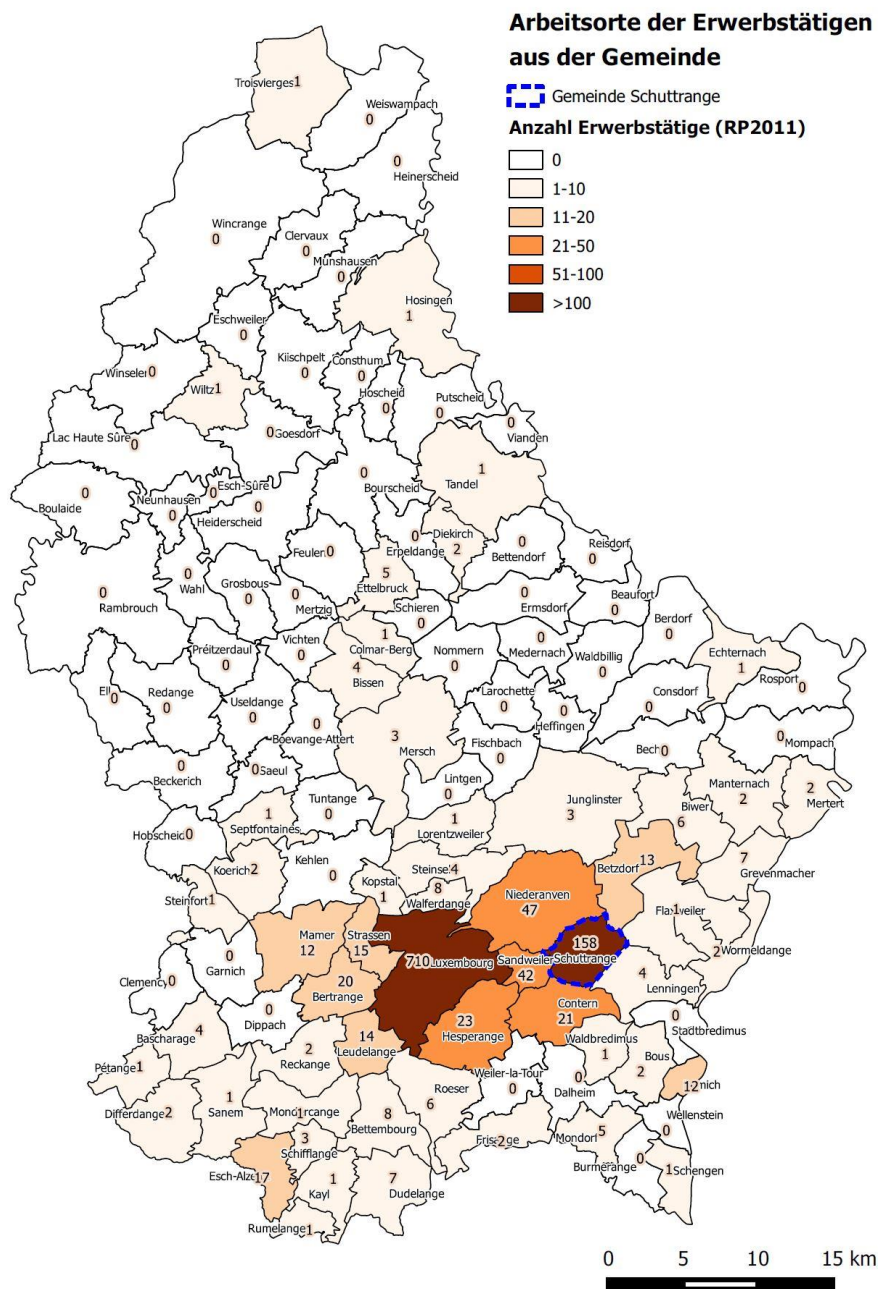 Arbeitsorte der Erwerbstätigen
aus der Gemeinde
Gemeinde Schuttrange
Anzahl Erwerbstätige (RP2011)
0
1-10
11-20
21-50
51-100
>100
Troisvierges 1
Weiswampach
0
0
Heinerscheid
Wincrange
0
Clervaux
0
Munshausen
0
Hosingen
1
Eschweiler
0
Kiischpelt
0
Consthum
0
Winseler 0
Wiltz 1
Hoscheid
0
Putscheid
0
0
Vianden
Lac Haute Sûre
0
0 Goesdorf
0
Bourscheid
1
Tandel
0
Boulaide
Neunhausen
0
Esch-Sûre
0
0
Heiderscheid
Feulen 0
0
Erpeldange
Diekirch
2
0
Bettendorf
Reisdorf
0
0
Rambrouch
0
Wahl
Grosbous
0
0
Mertzig
5
Ettelbruck
Schieren
0
0
Ermsdorf
Beaufort
0
Berdorf
0
Préitzerdaul
0
Vichten
0
1
Colmar-Berg
4
Bissen
Nommern
0
0
Medernach
Waldbillig
0
Echternach
1
Rosport
0
Ell 0
Redange
0
Useldange
0
0
Boevange-Attert
Larochette
0
0
Heffingen
Consdorf
0
3
Mersch
Fischbach
0
Bech 0
0
Mompach
0
Beckerich
0 Saeul
Lintgen
0
Manternach
2
2
Mertert
Hobscheid 0
1
Septfontaines
Tuntange
0
1
Lorentzweiler
Junglinster
3
Biwer
6
Koerich 2
Kehlen
0
Kopstal
1
Steinsel 4
8
Walferdange
Niederanven
47
13
Betzdorf
7
Grevenmacher
Steinfort
1
Mamer
12
Strassen
15
710 Luxembourg
Sandweiler
42
158
Schuttrange
1
Flaxweiler
2 Wormeldange
0
Garnich
Clemency 0
20
Bertrange
4
Lenningen
0
Dippach
14
Leudelange
23
Hesperange
Contern
21
0
Stadtbredimus
4
Bascharage
2
Reckange
Waldbredimus
1
Bous
2
12
Pétange 1
Differdange 2
1
Sanem
Mondercange
1
8
Bettembourg
Roeser
6
Weiler-la-Tour
0
0
Dalheim
Wellenstein
0
3
Schifflange
Frisange
2
5
Mondorf
Burmerange
0
1 Schengen
17
1
Kayl
7
Dudelange
Rumelange 1
0 5 10 15 km